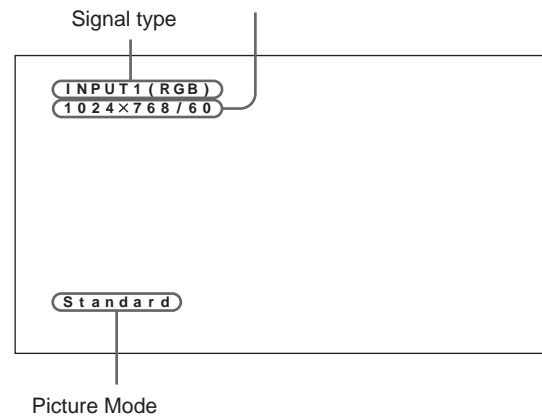 Signal type
INPUT1(RGB)
1024×768/60
Standard
Picture Mode